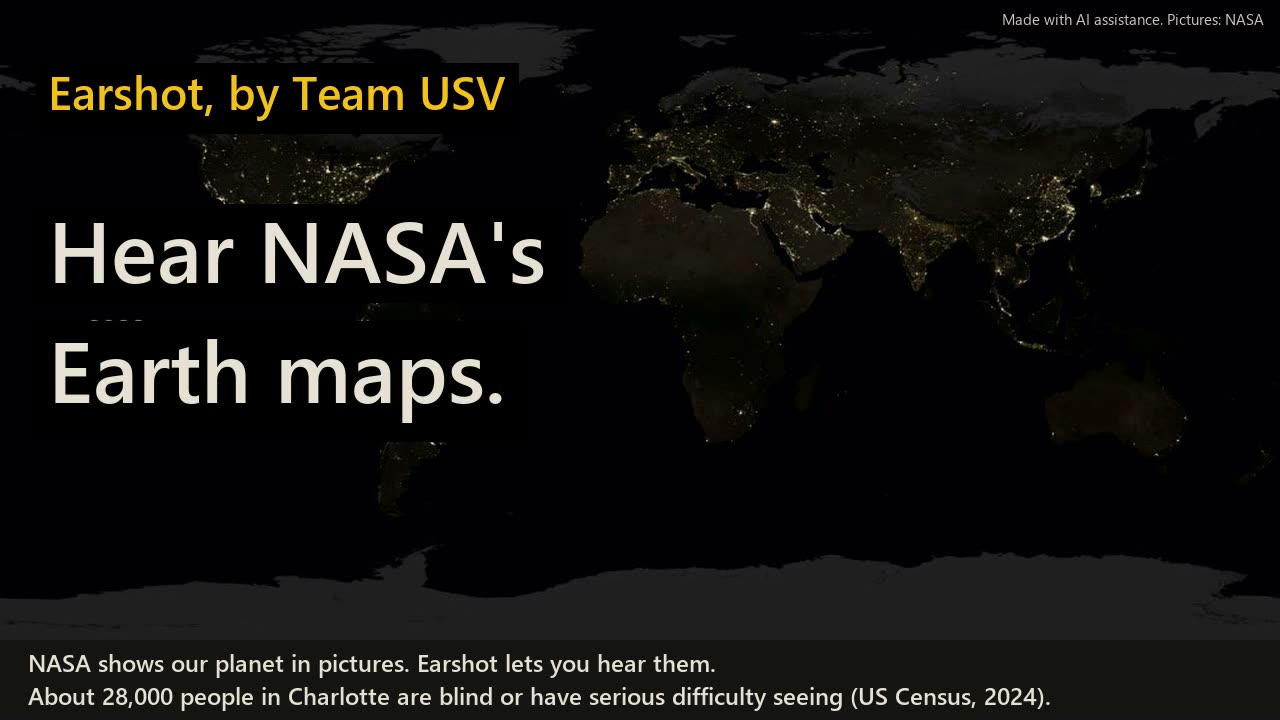 Made with AI assistance. Pictures: NASA
Earshot, by Team USV
Hear NASA's
Earth maps.
NASA shows our planet in pictures. Earshot lets you hear them.
About 28,000 people in Charlotte are blind or have serious difficulty seeing (US Census, 2024).